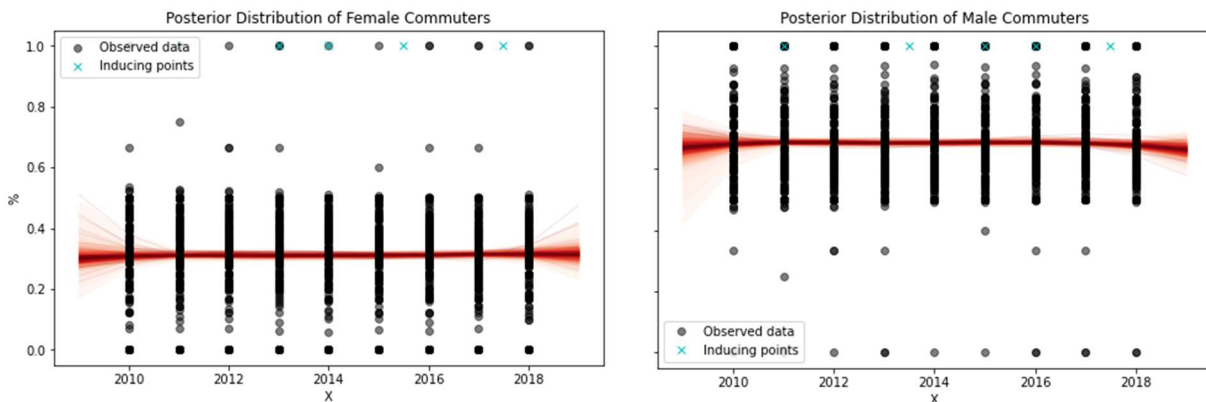 Posterior Distribution of Female Commuters
1.0
0.8
0.6
0.4
0.2
0.0
%
Observed data
Inducing points
2010
2012
2014
2016
2018
X
Posterior Distribution of Male Commuters
Observed data
Inducing points
2010
2012
2014
2016
2018
X